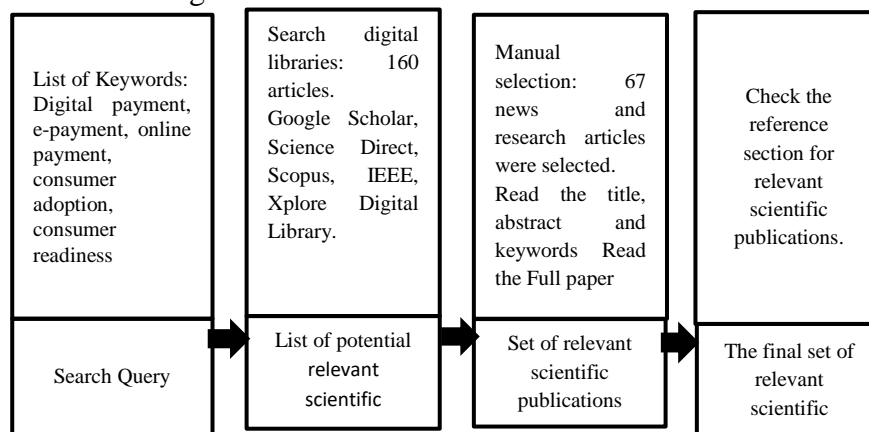 List of Keywords:
Digital payment,
e-payment, online
payment,
consumer
adoption,
consumer
readiness
Search Query
Search digital
libraries: 160
articles.
Google Scholar,
Science Direct,
Scopus, IEEE,
Xplore Digital
Library.
List of potential
relevant
scientific
Manual
selection: 67
news and
research articles
were selected.
Read the title,
abstract and
keywords Read
the Full paper
Set of relevant
scientific
publications
Check the
reference
section for
relevant
scientific
publications.
The final set of
relevant
scientific